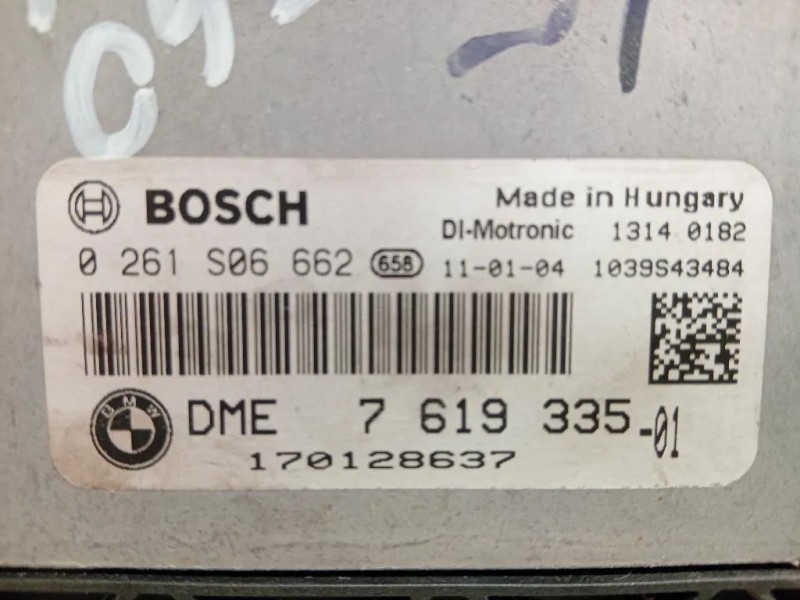 BOSCH Made in Hungary
DI-Motronic 1314 0182
0 261 S06 662 658 11-01-04 1039S43484
BMW DME 7 619 335-01
170128637